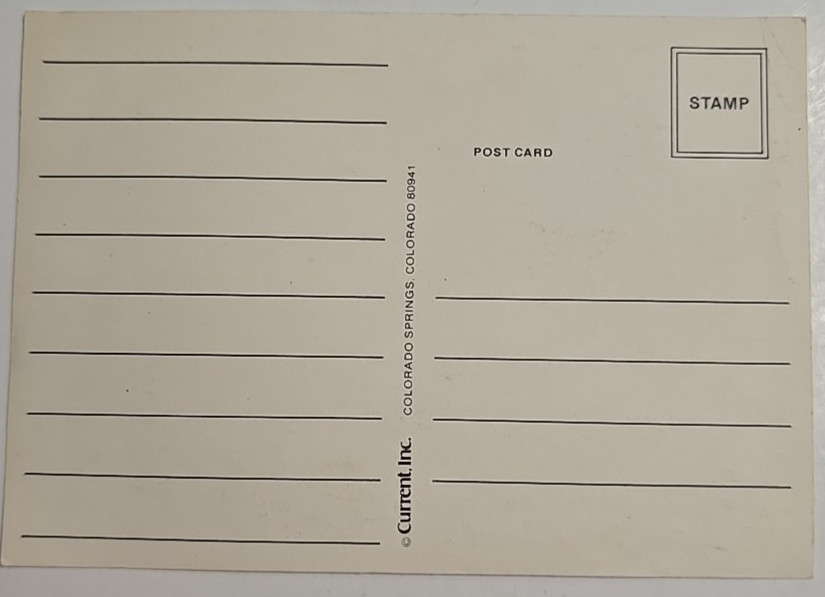 STAMP
POST CARD
© Current, Inc. COLORADO SPRINGS, COLORADO 80941